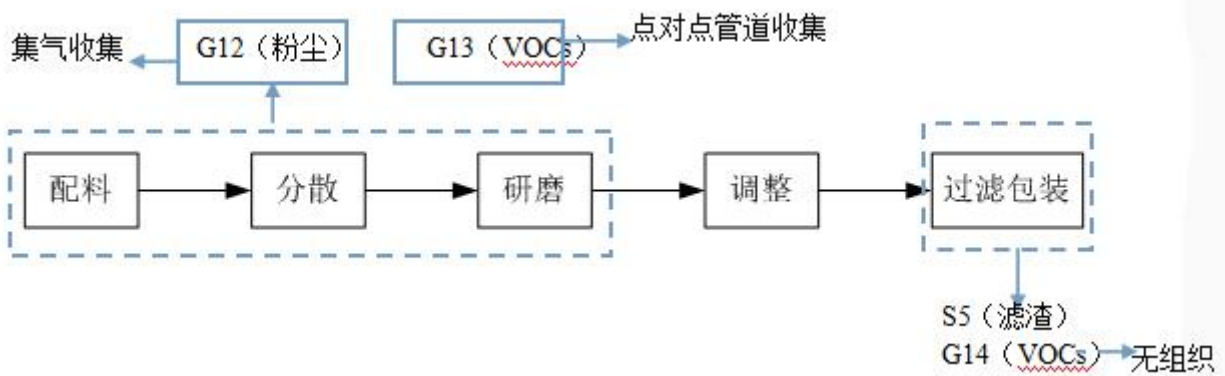 集气收集
G12（粉尘）
G13（VOCs）
点对点管道收集
配料
分散
研磨
调整
过滤包装
S5（滤渣）
G14（VOCs）
无组织